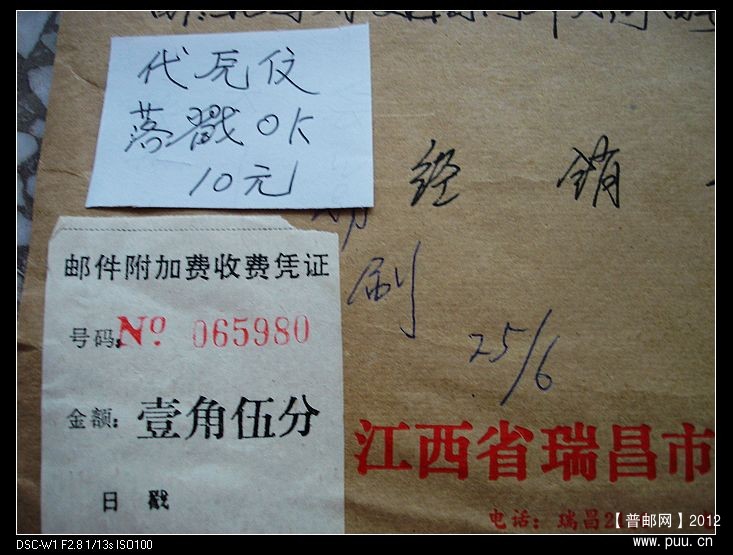 代凭仪
落戳OK
10元
经销
刷
25/6
邮件附加费收费凭证
号码: No 065980
金额: 壹角伍分
日 戳
江西省瑞昌市
电话: 瑞昌2
【普邮网】2012
www.puu.cn
DSC-W1 F2.8 1/13s ISO100